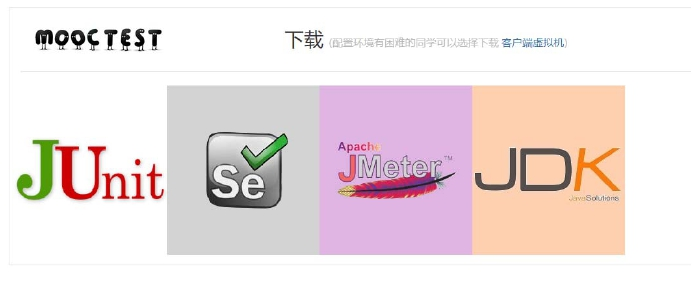 MOOCTEST
下载 (配置环境有困难的同学可以选择下载 客户端虚拟机)
JUnit
Se
Apache
JMeter™
JDK
JavaSolutions